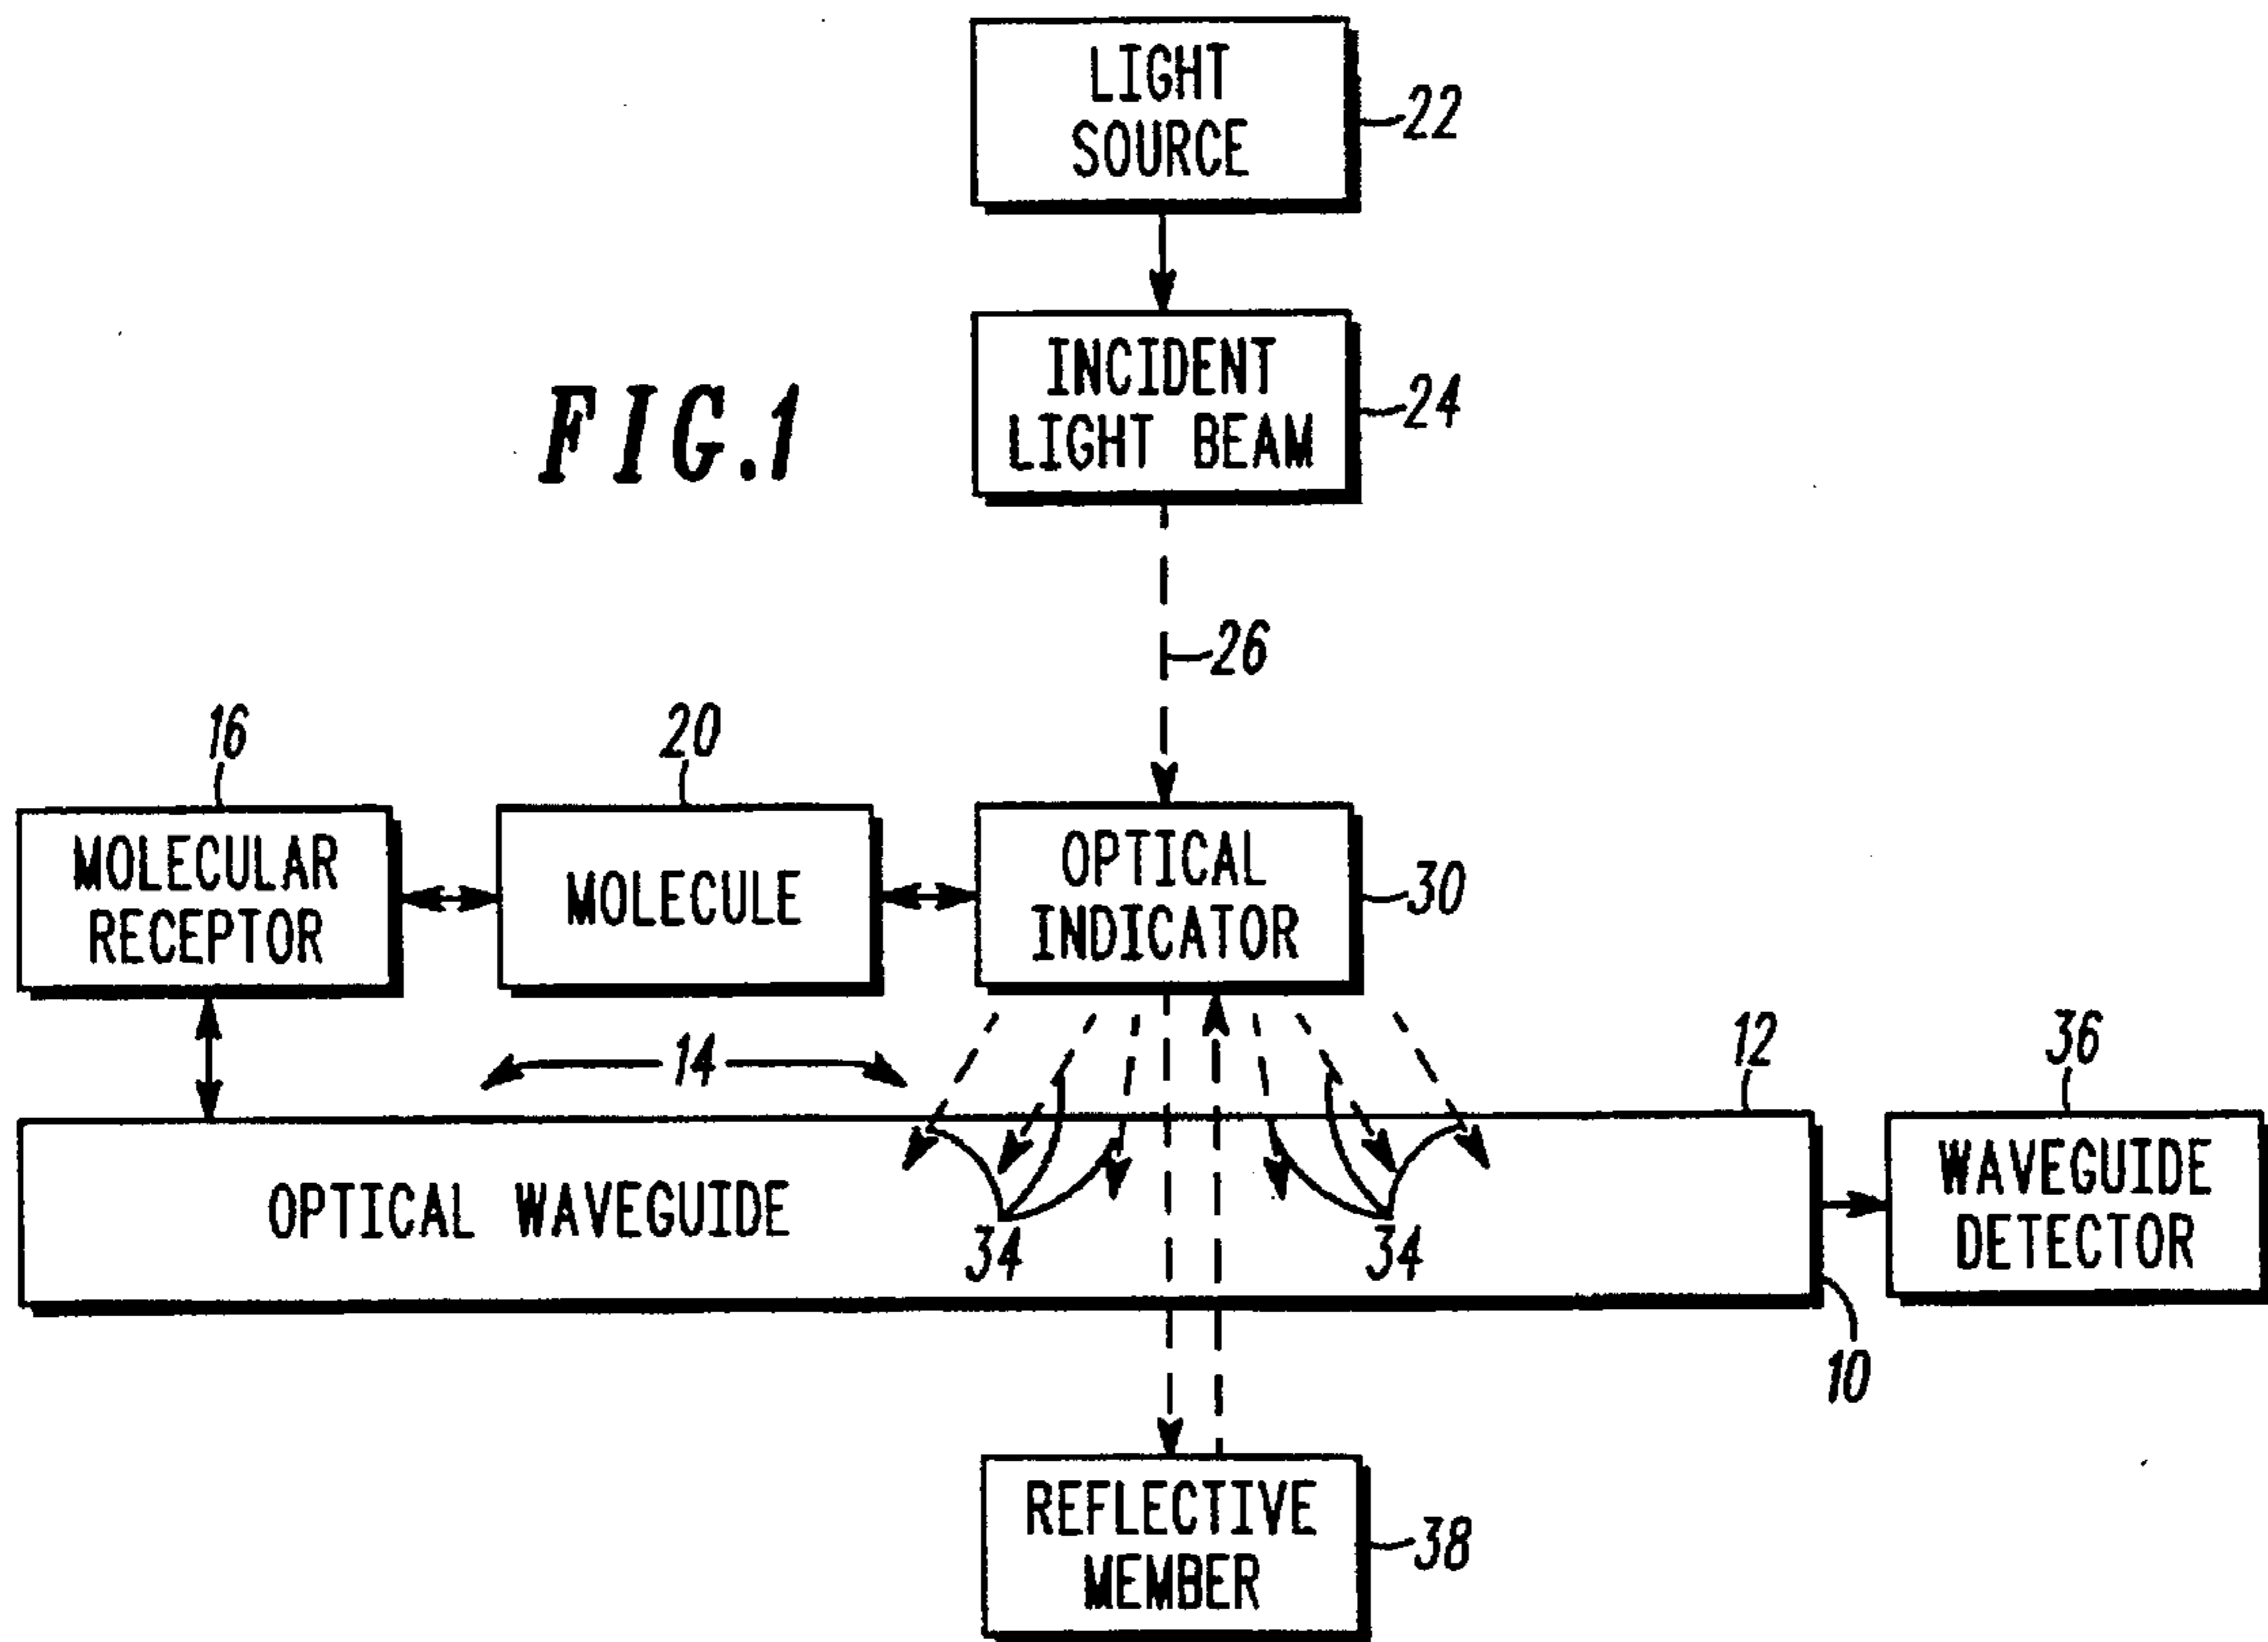 LIGHT
SOURCE
22
INCIDENT
LIGHT BEAM
24
FIG.1
26
16
20
MOLECULAR
RECEPTOR
MOLECULE
OPTICAL
INDICATOR
30
14
12
36
OPTICAL WAVEGUIDE
34
34
WAVEGUIDE
DETECTOR
10
REFLECTIVE
MEMBER
38